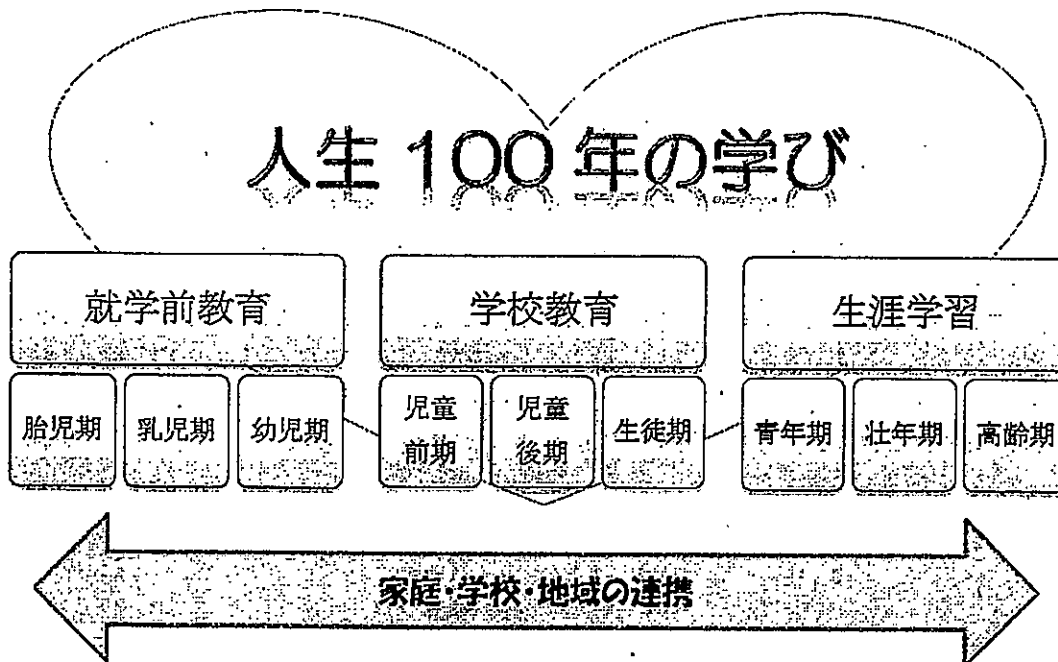 人生100年の学び
就学前教育
学校教育
生涯学習
胎児期
乳児期
幼児期
児童
前期
児童
後期
生徒期
青年期
壮年期
高齢期
家庭・学校・地域の連携